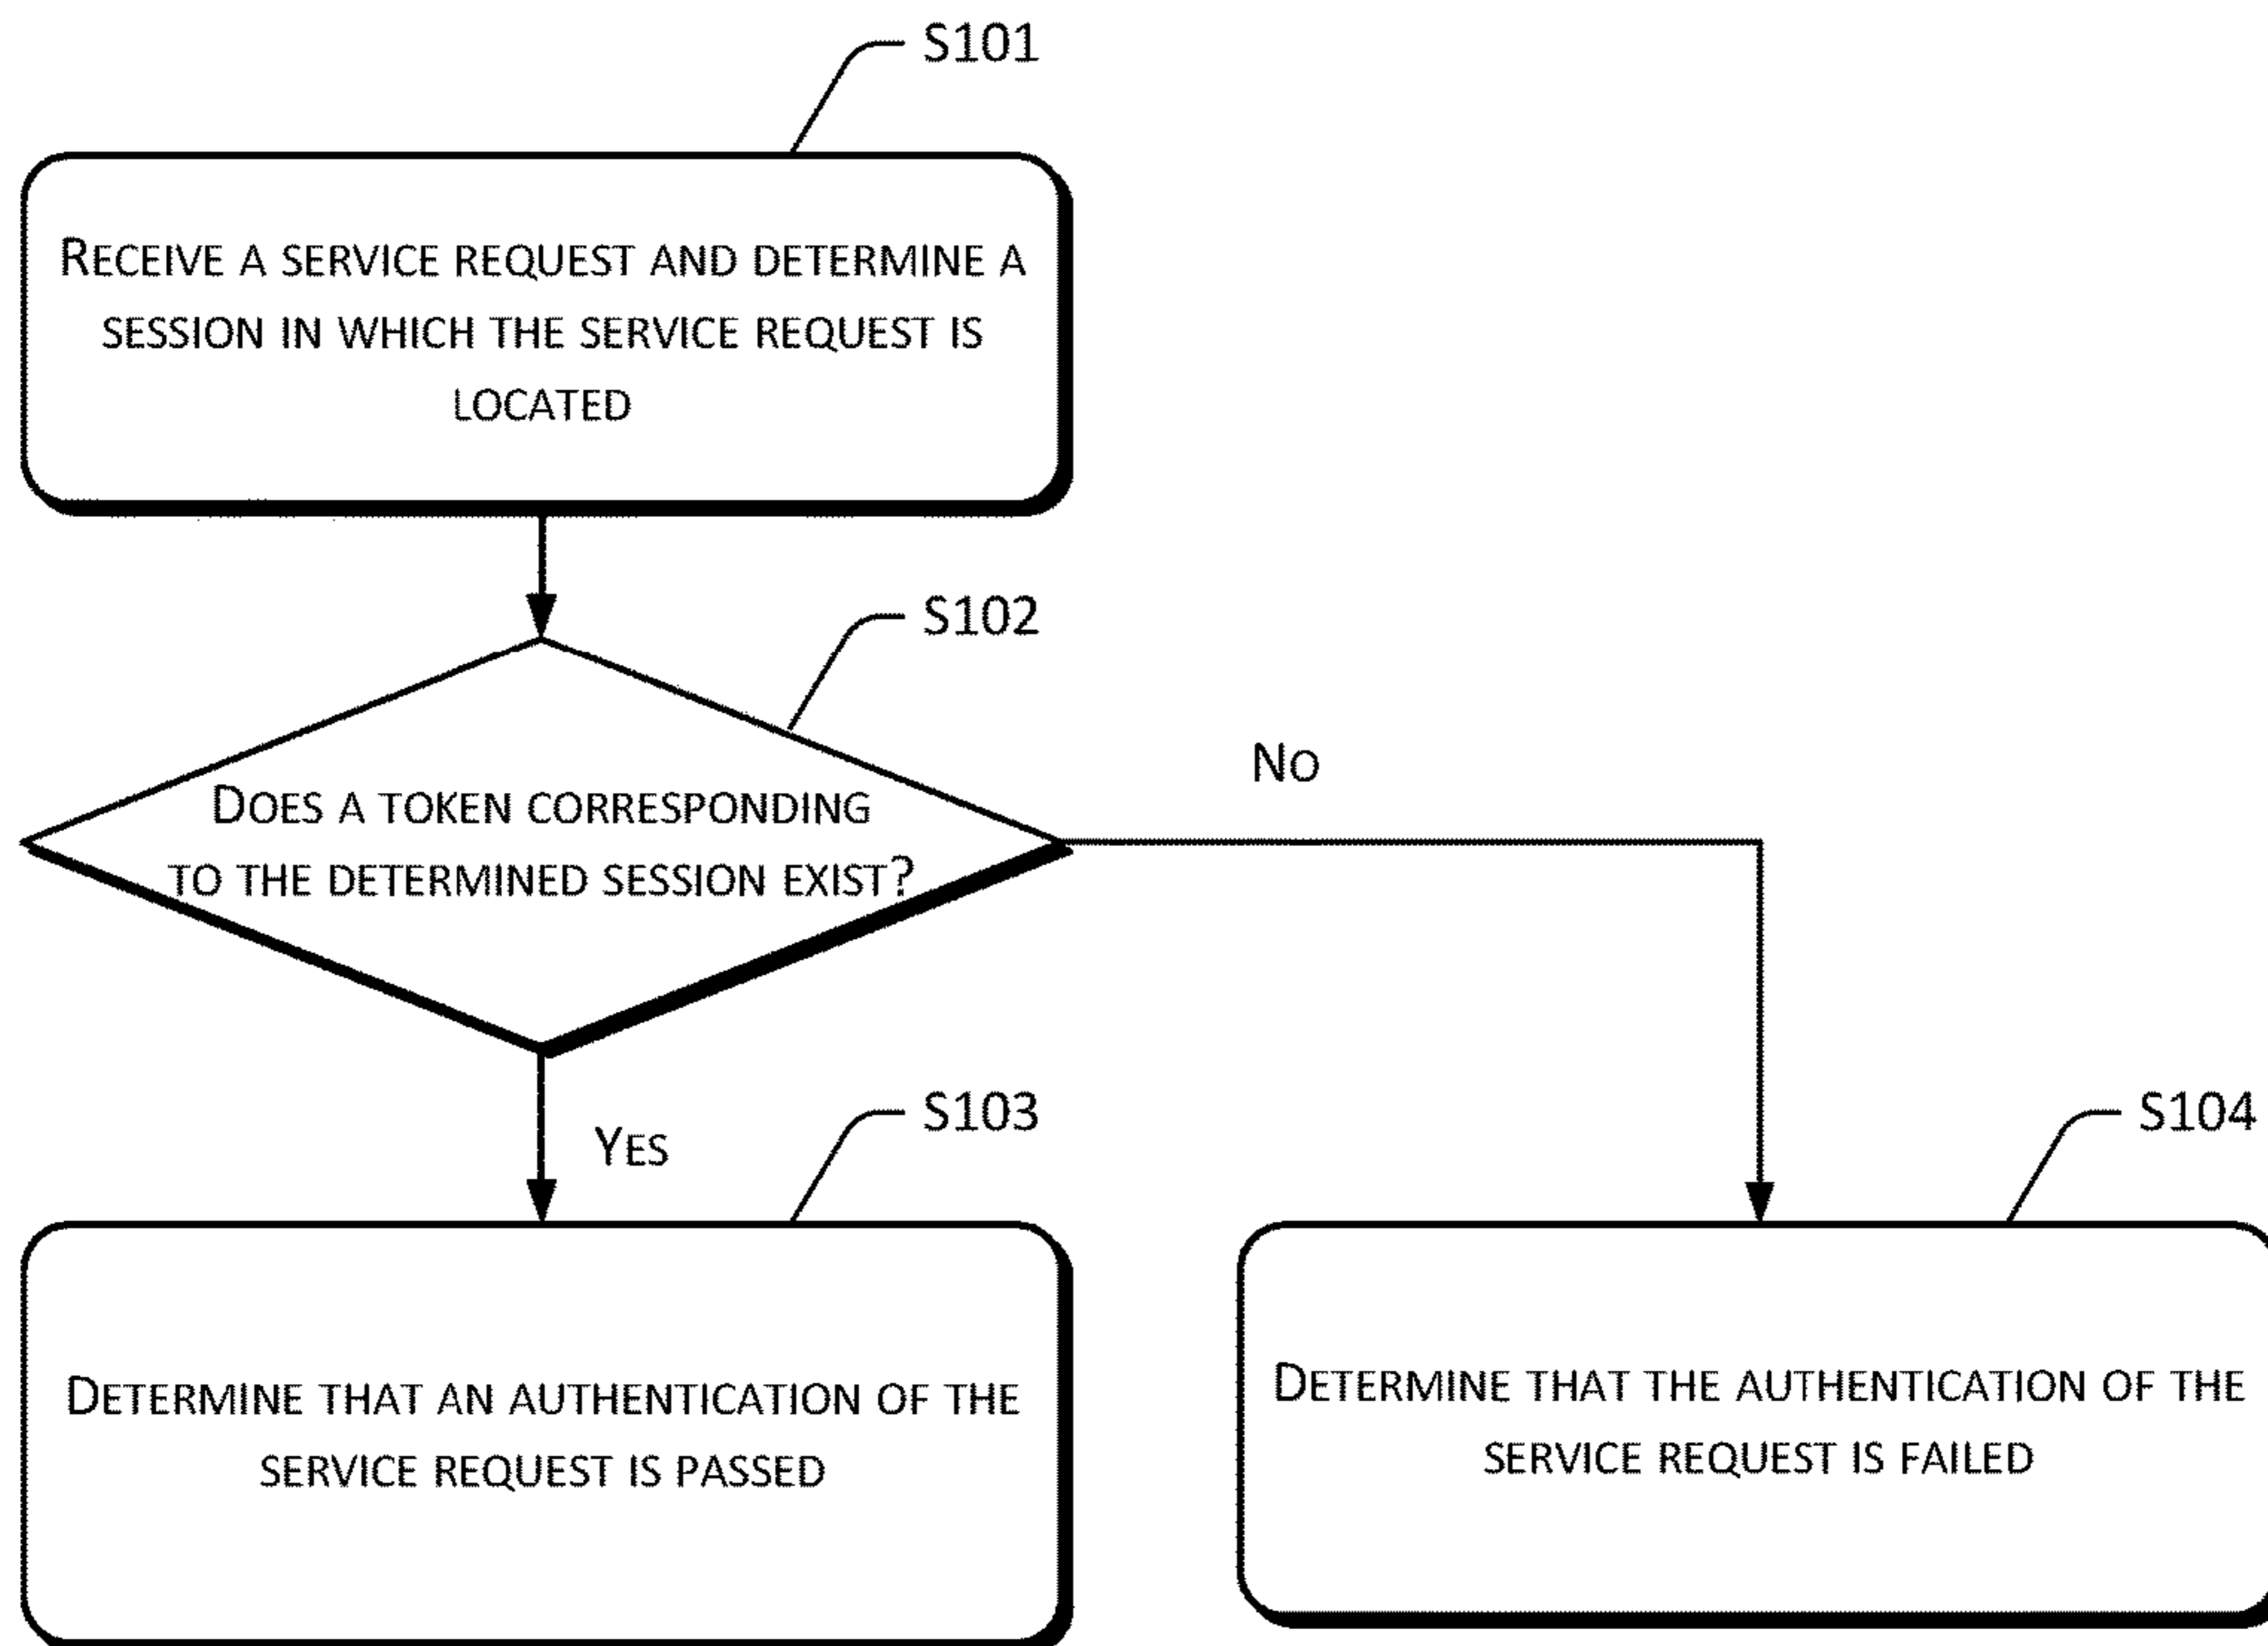 S101
RECEIVE A SERVICE REQUEST AND DETERMINE A
SESSION IN WHICH THE SERVICE REQUEST IS
LOCATED
S102
DOES A TOKEN CORRESPONDING
TO THE DETERMINED SESSION EXIST?
NO
YES
S103
S104
DETERMINE THAT AN AUTHENTICATION OF THE
SERVICE REQUEST IS PASSED
DETERMINE THAT THE AUTHENTICATION OF THE
SERVICE REQUEST IS FAILED